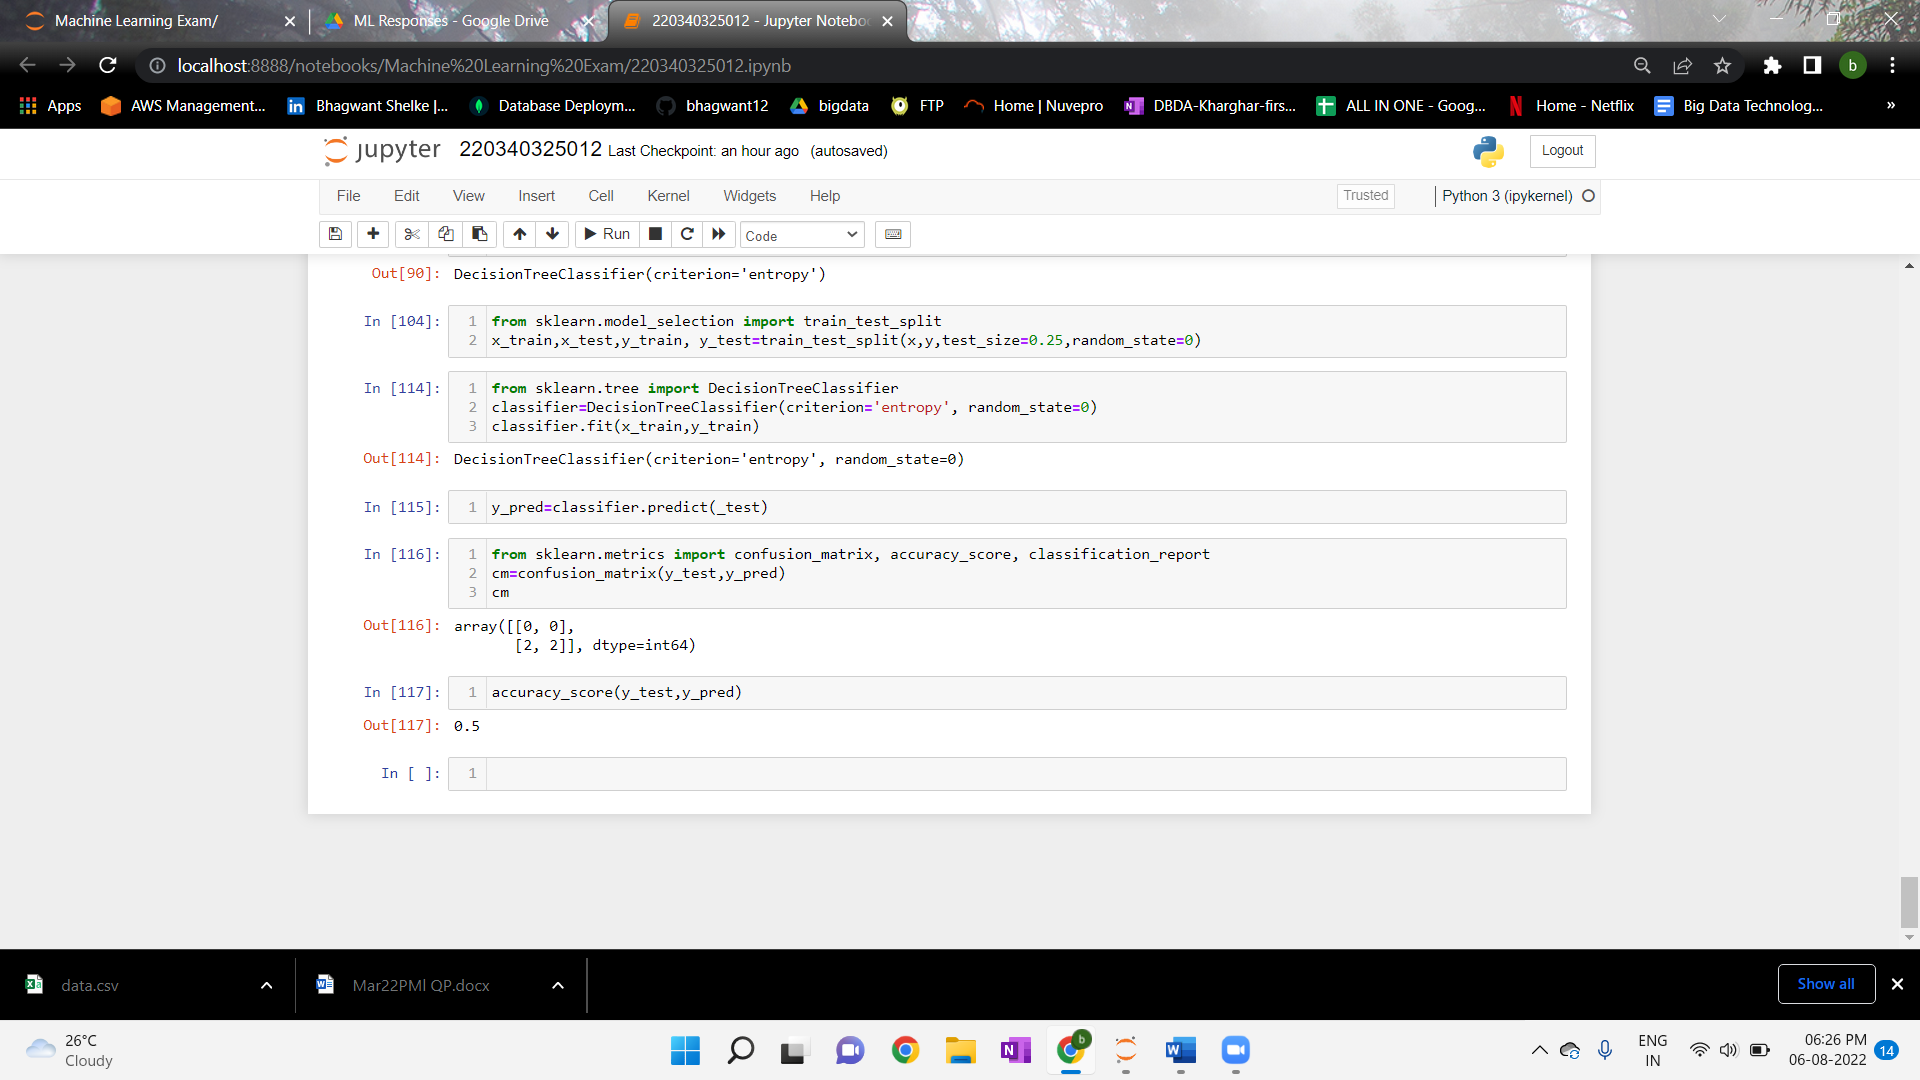 Machine Learning Exam/
ML Responses - Google Drive
220340325012 - Jupyter Notebo
localhost:8888/notebooks/Machine%20Learning%20Exam/220340325012.ipynb
b
Apps
AWS Management...
Bhagwant Shelke |...
Database Deploym...
bhagwant12
bigdata
FTP
Home | Nuvepro
DBDA-Kharghar-firs...
ALL IN ONE - Goog...
Home - Netflix
Big Data Technolog...
»
jupyter 220340325012 Last Checkpoint: an hour ago (autosaved)
Logout
File Edit View Insert Cell Kernel Widgets Help
Trusted
Python 3 (ipykernel)
Run
Code
Out[90]: DecisionTreeClassifier(criterion='entropy')
In [104]: 1 from sklearn.model_selection import train_test_split
2 x_train,x_test,y_train, y_test=train_test_split(x,y,test_size=0.25,random_state=0)
In [114]: 1 from sklearn.tree import DecisionTreeClassifier
2 classifier=DecisionTreeClassifier(criterion='entropy', random_state=0)
3 classifier.fit(x_train,y_train)
Out[114]: DecisionTreeClassifier(criterion='entropy', random_state=0)
In [115]: 1 y_pred=classifier.predict(_test)
In [116]: 1 from sklearn.metrics import confusion_matrix, accuracy_score, classification_report
2 cm=confusion_matrix(y_test,y_pred)
3 cm
Out[116]: array([[0, 0],
[2, 2]], dtype=int64)
In [117]: 1 accuracy_score(y_test,y_pred)
Out[117]: 0.5
In [ ]: 1
data.csv
Mar22PMl QP.docx
Show all
26°C
Cloudy
ENG
IN
06:26 PM
06-08-2022
14